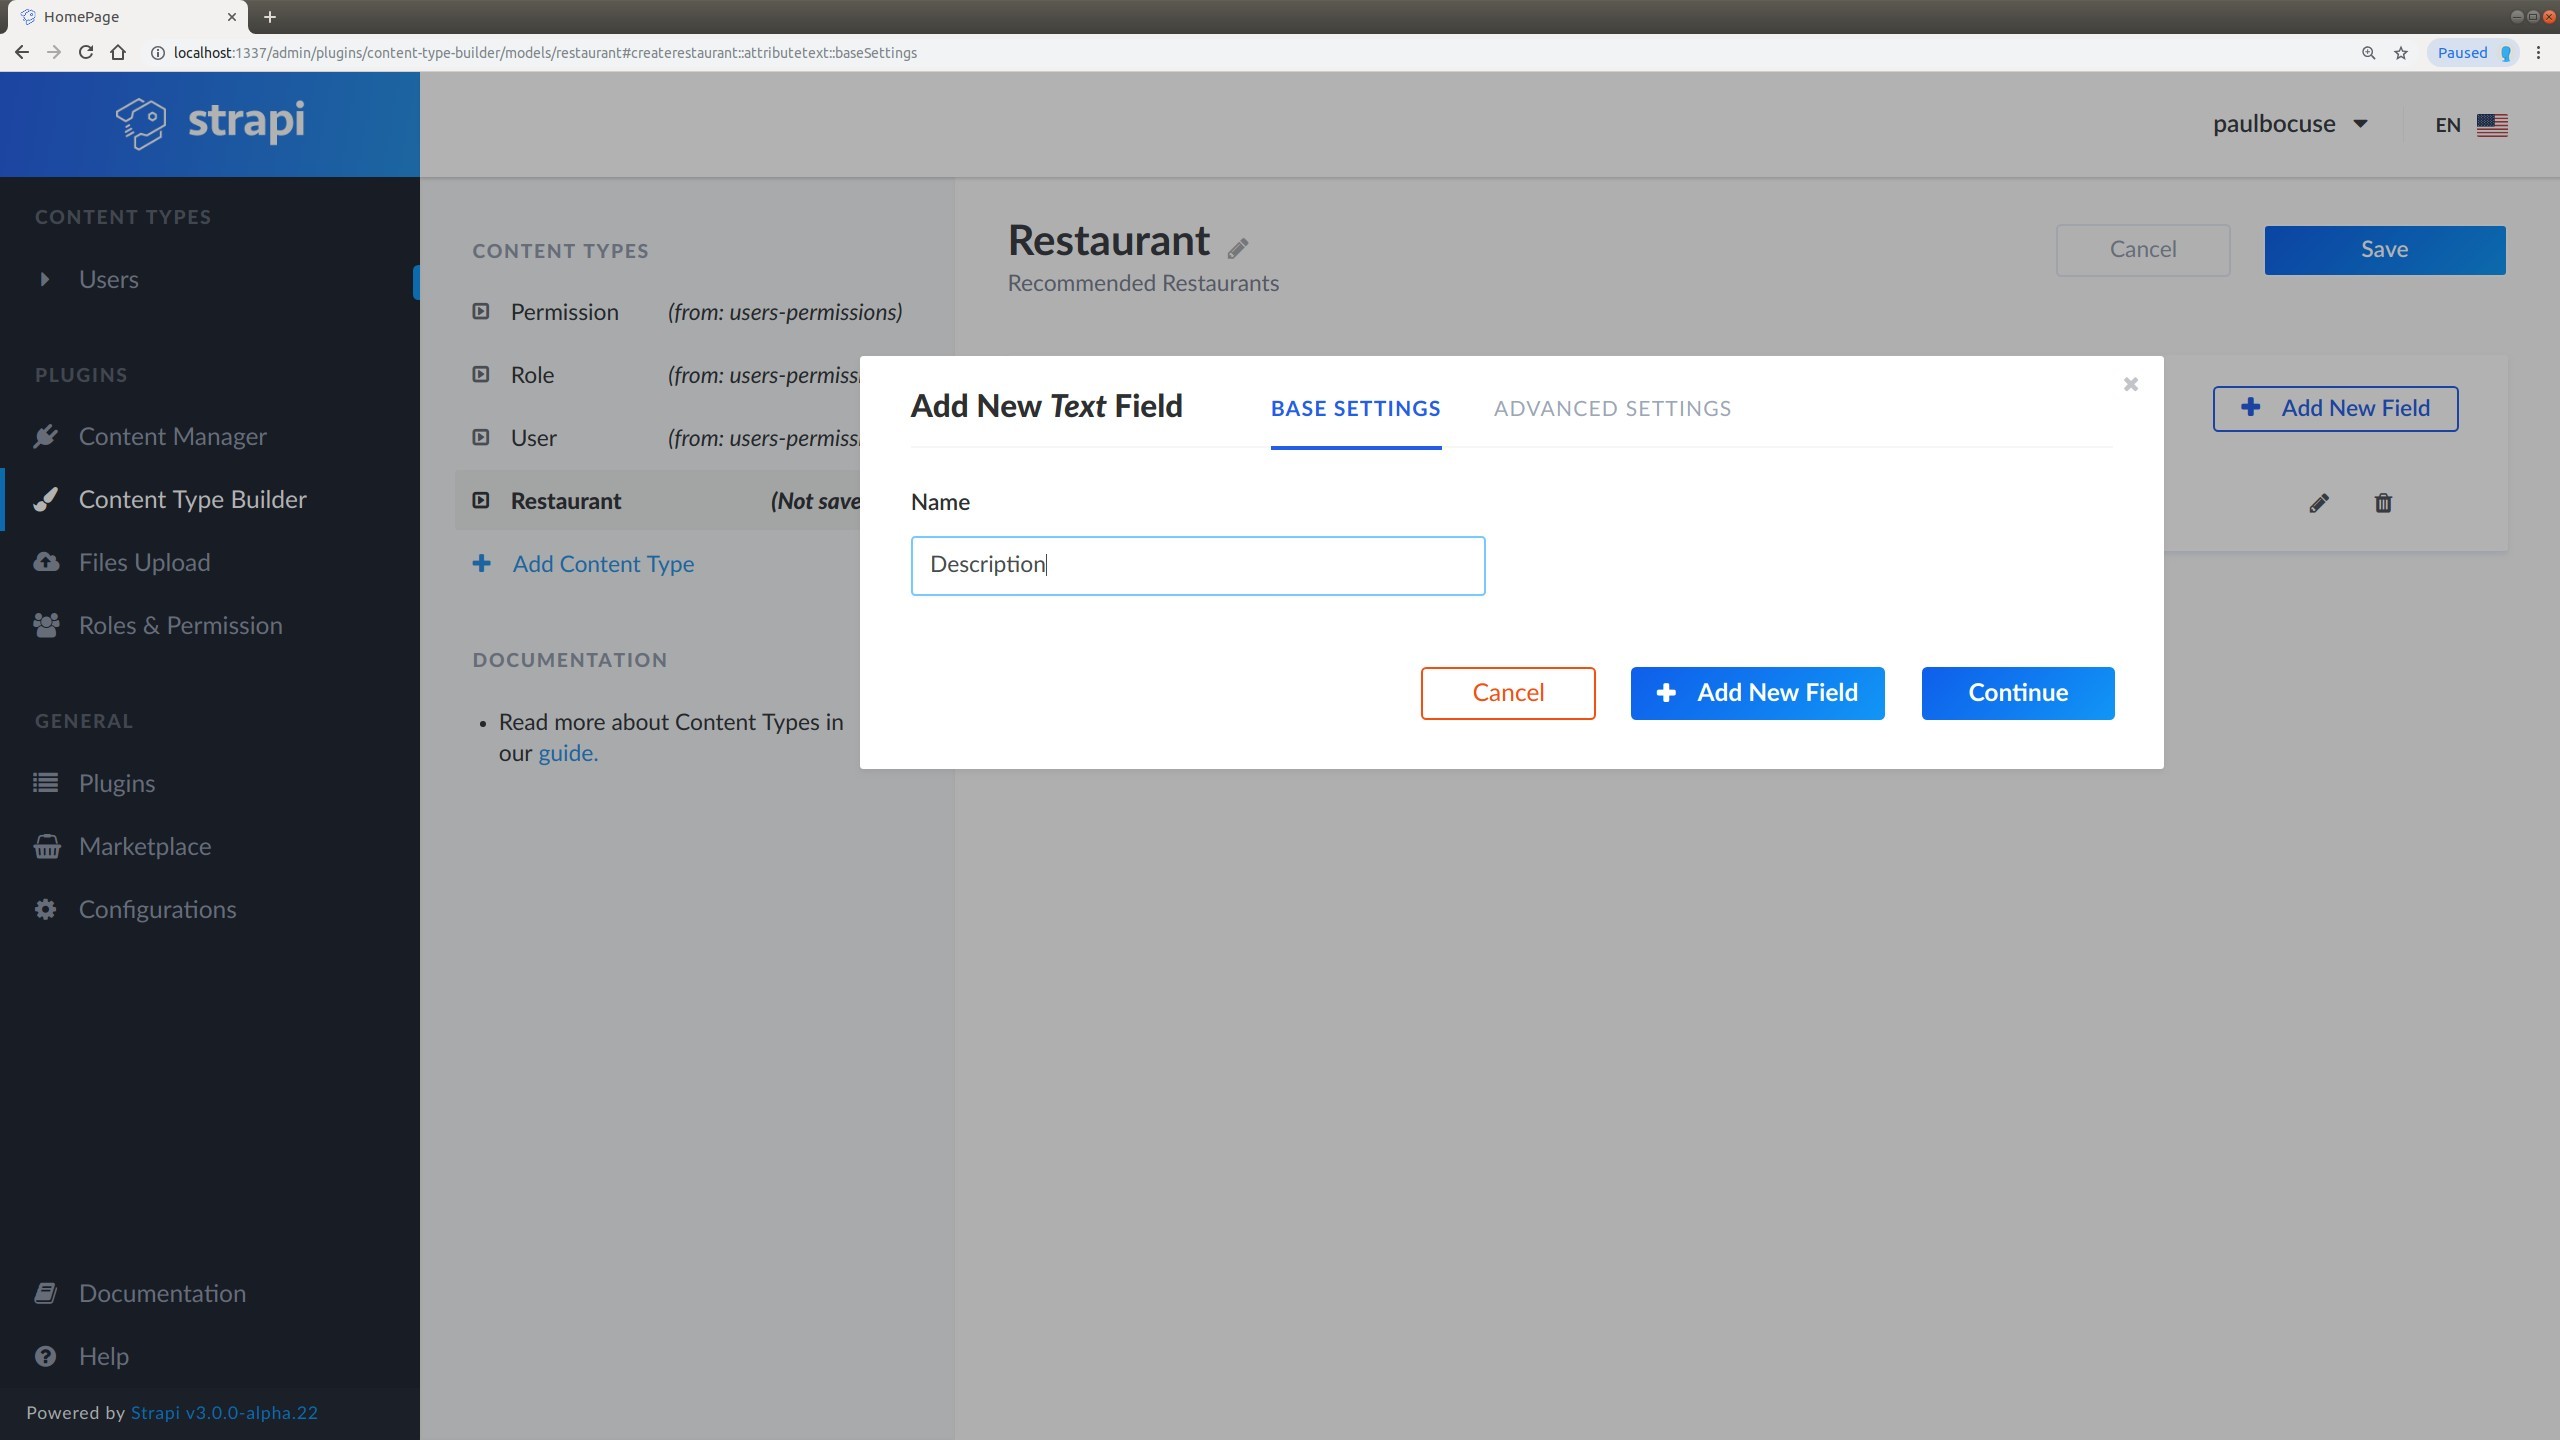 HomePage
localhost:1337/admin/plugins/content-type-builder/models/restaurant#createrestaurant::attributetext::baseSettings
Paused
strapi
paulbocuse
EN
CONTENT TYPES
Users
PLUGINS
Content Manager
Content Type Builder
Files Upload
Roles & Permission
GENERAL
Plugins
Marketplace
Configurations
Documentation
Help
Powered by Strapi v3.0.0-alpha.22
CONTENT TYPES
Permission (from: users-permissions)
Role (from: users-permiss
User (from: users-permiss
Restaurant (Not save
Add Content Type
DOCUMENTATION
Read more about Content Types in
our guide.
Restaurant
Recommended Restaurants
Cancel
Save
Add New Field
Add New Text Field
BASE SETTINGS
ADVANCED SETTINGS
Name
Description
Cancel
Add New Field
Continue